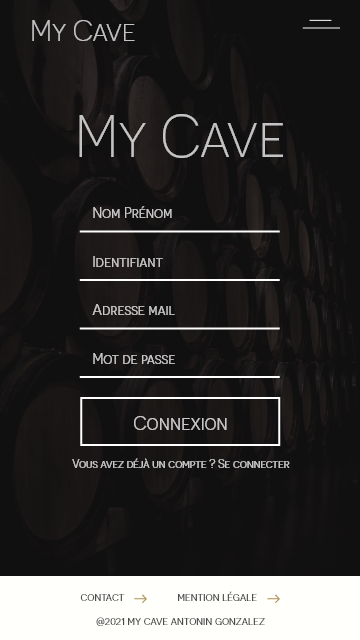 My Cave
My Cave
Nom Prénom
Identifiant
Adresse mail
Mot de passe
Connexion
Vous avez déjà un compte ? Se connecter
CONTACT → MENTION LÉGALE →
@2021 MY CAVE ANTONIN GONZALEZ